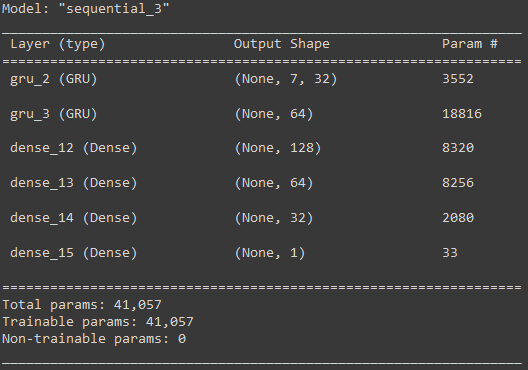 Model: "sequential_3"
_________________________________________________________________
Layer (type) Output Shape Param #
=================================================================
gru_2 (GRU) (None, 7, 32) 3552
gru_3 (GRU) (None, 64) 18816
dense_12 (Dense) (None, 128) 8320
dense_13 (Dense) (None, 64) 8256
dense_14 (Dense) (None, 32) 2080
dense_15 (Dense) (None, 1) 33
=================================================================
Total params: 41,057
Trainable params: 41,057
Non-trainable params: 0
_________________________________________________________________